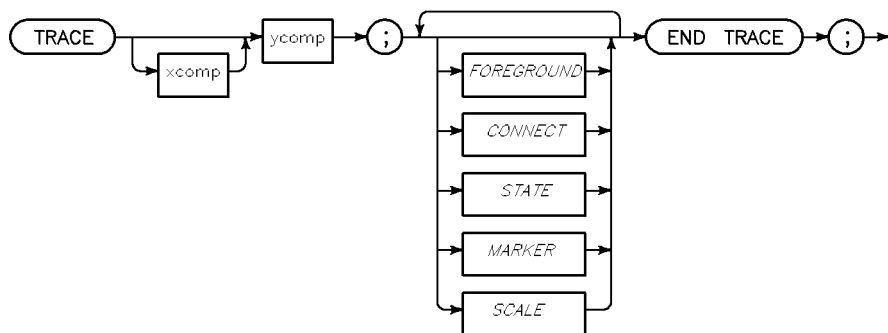 TRACE ycomp ; END TRACE ;
xcomp
FOREGROUND
CONNECT
STATE
MARKER
SCALE